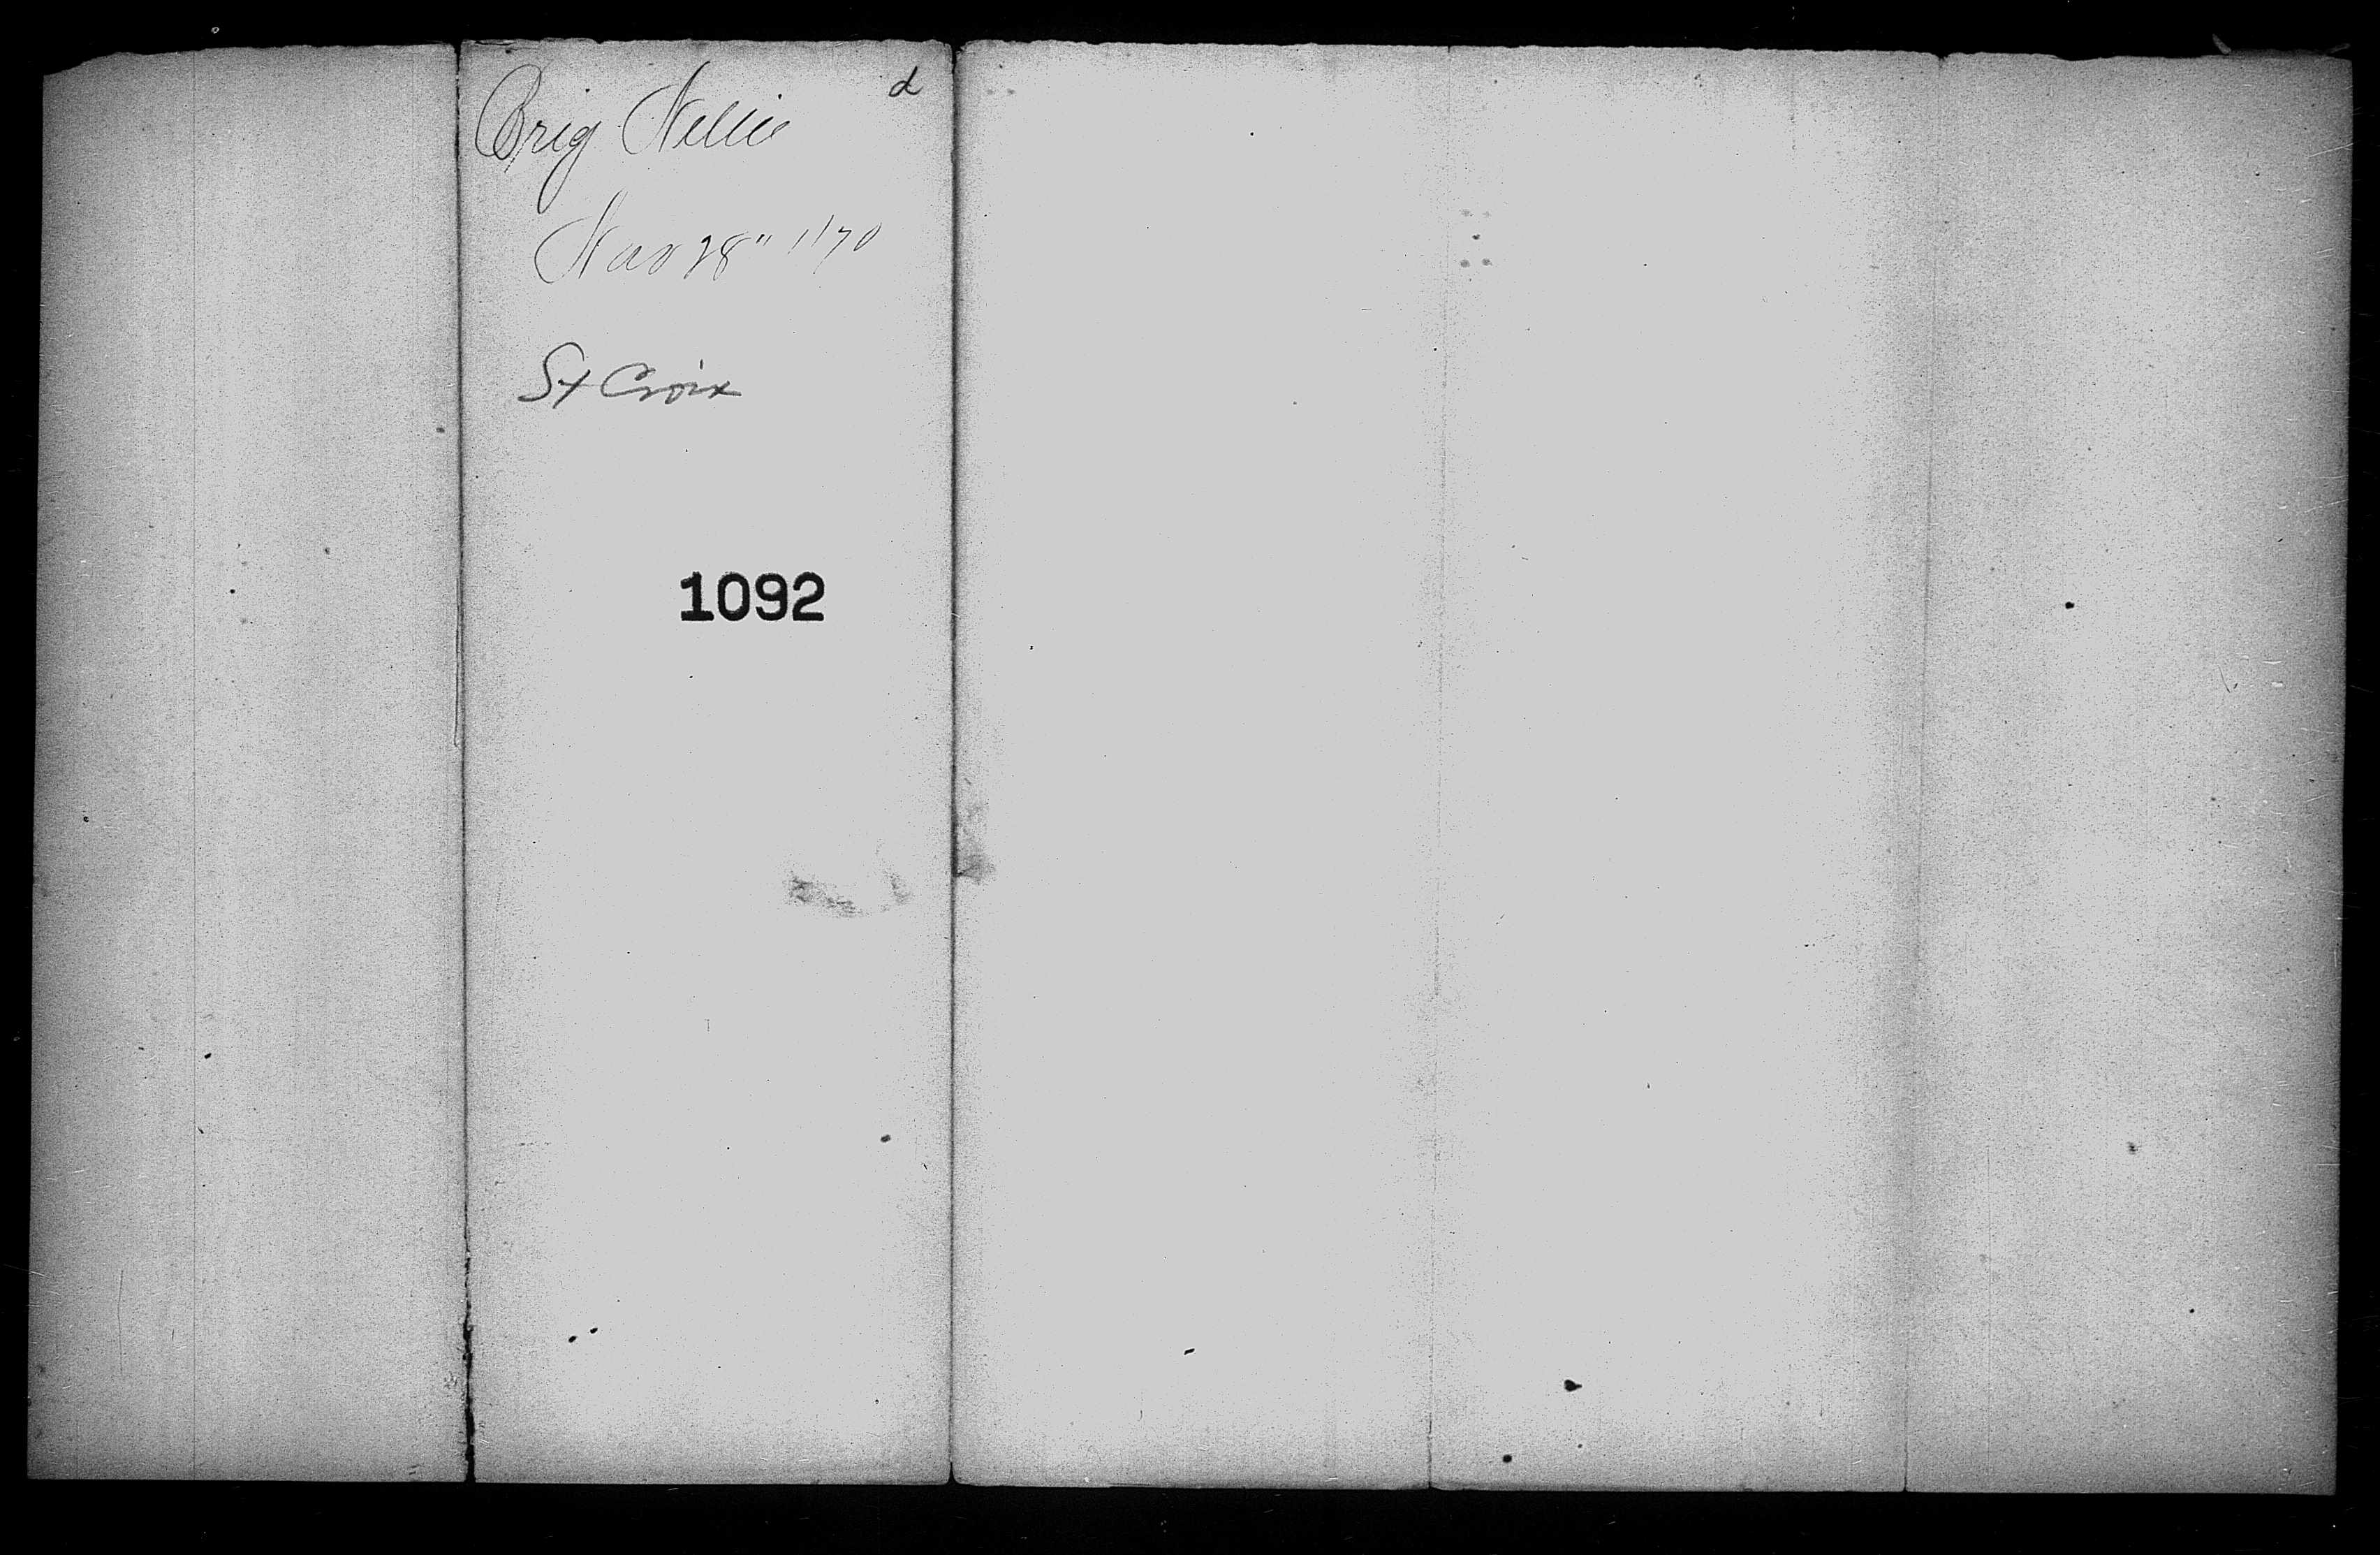 Brig Nellie d
Nov 28" 1870
St Croix
1092